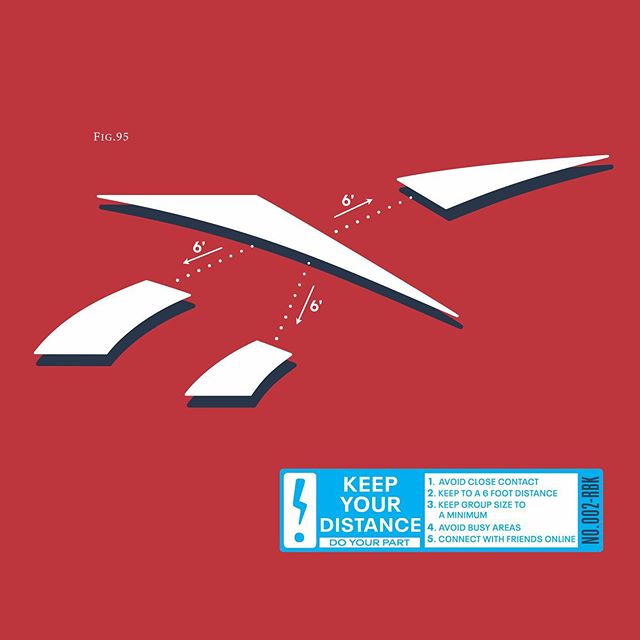 FIG.95
6'
6'
6'
KEEP
YOUR
DISTANCE
DO YOUR PART
1. AVOID CLOSE CONTACT
2. KEEP TO A 6 FOOT DISTANCE
3. KEEP GROUP SIZE TO
A MINIMUM
4. AVOID BUSY AREAS
5. CONNECT WITH FRIENDS ONLINE
NO.002-RBK